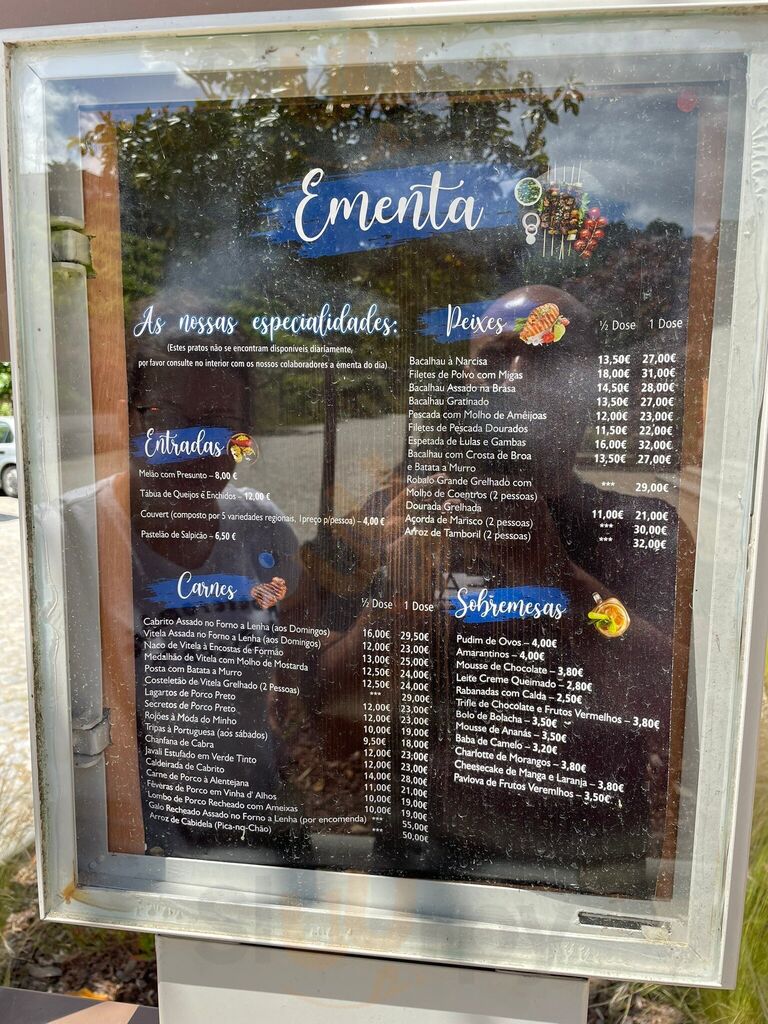 Ementa
As nossas especialidades:
(Estes pratos não se encontram disponíveis diariamente,
por favor consulte no interior com os nossos colaboradores a ementa do dia)
Entradas
Melão com Presunto – 8,00 €
Tábua de Queijos e Enchidos – 12,00 €
Couvert (composto por 5 variedades regionais, 1preço p/pessoa) – 4,00 €
Pastelão de Salpicão – 6,50 €
Peixes ½ Dose 1 Dose
Bacalhau à Narcisa 13,50€ 27,00€
Filetes de Polvo com Migas 18,00€ 31,00€
Bacalhau Assado na Brasa 14,50€ 28,00€
Bacalhau Gratinado 13,50€ 27,00€
Pescada com Molho de Amêijoas 12,00€ 23,00€
Filetes de Pescada Dourados 11,50€ 22,00€
Espetada de Lulas e Gambas 16,00€ 32,00€
Bacalhau com Crosta de Broa 13,50€ 27,00€
e Batata a Murro
Robalo Grande Grelhado com *** 29,00€
Molho de Coentros (2 pessoas)
Dourada Grelhada 11,00€ 21,00€
Açorda de Marisco (2 pessoas) *** 30,00€
Arroz de Tamboril (2 pessoas) *** 32,00€
Carnes ½ Dose 1 Dose
Cabrito Assado no Forno a Lenha (aos Domingos) 16,00€ 29,50€
Vitela Assada no Forno a Lenha (aos Domingos) 12,00€ 23,00€
Naco de Vitela à Encostas de Formão 13,00€ 25,00€
Medalhão de Vitela com Molho de Mostarda 12,50€ 24,00€
Posta com Batata a Murro 12,50€ 24,00€
Costeletão de Vitela Grelhado (2 Pessoas) *** 29,00€
Lagartos de Porco Preto 12,00€ 23,00€
Secretos de Porco Preto 12,00€ 23,00€
Rojões à Moda do Minho 10,00€ 19,00€
Tripas à Portuguesa (aos sábados) 9,50€ 18,00€
Chanfana de Cabra 12,00€ 23,00€
Javali Estufado em Verde Tinto 12,00€ 23,00€
Caldeirada de Cabrito 14,00€ 28,00€
Carne de Porco à Alentejana 11,00€ 21,00€
Fêveras de Porco em Vinha d' Alhos 10,00€ 19,00€
Lombo de Porco Recheado com Ameixas 10,00€ 19,00€
Galo Recheado Assado no Forno a Lenha (por encomenda) *** 55,00€
Arroz de Cabidela (Pica-no-Chão) *** 50,00€
Sobremesas
Pudim de Ovos – 4,00€
Amarantinos – 4,00€
Mousse de Chocolate – 3,80€
Leite Creme Queimado – 2,80€
Rabanadas com Calda – 2,50€
Trifle de Chocolate e Frutos Vermelhos – 3,80€
Bolo de Bolacha – 3,50€
Mousse de Ananás – 3,50€
Baba de Camelo – 3,20€
Charlotte de Morangos – 3,80€
Cheesecake de Manga e Laranja – 3,80€
Pavlova de Frutos Veremlhos – 3,50€